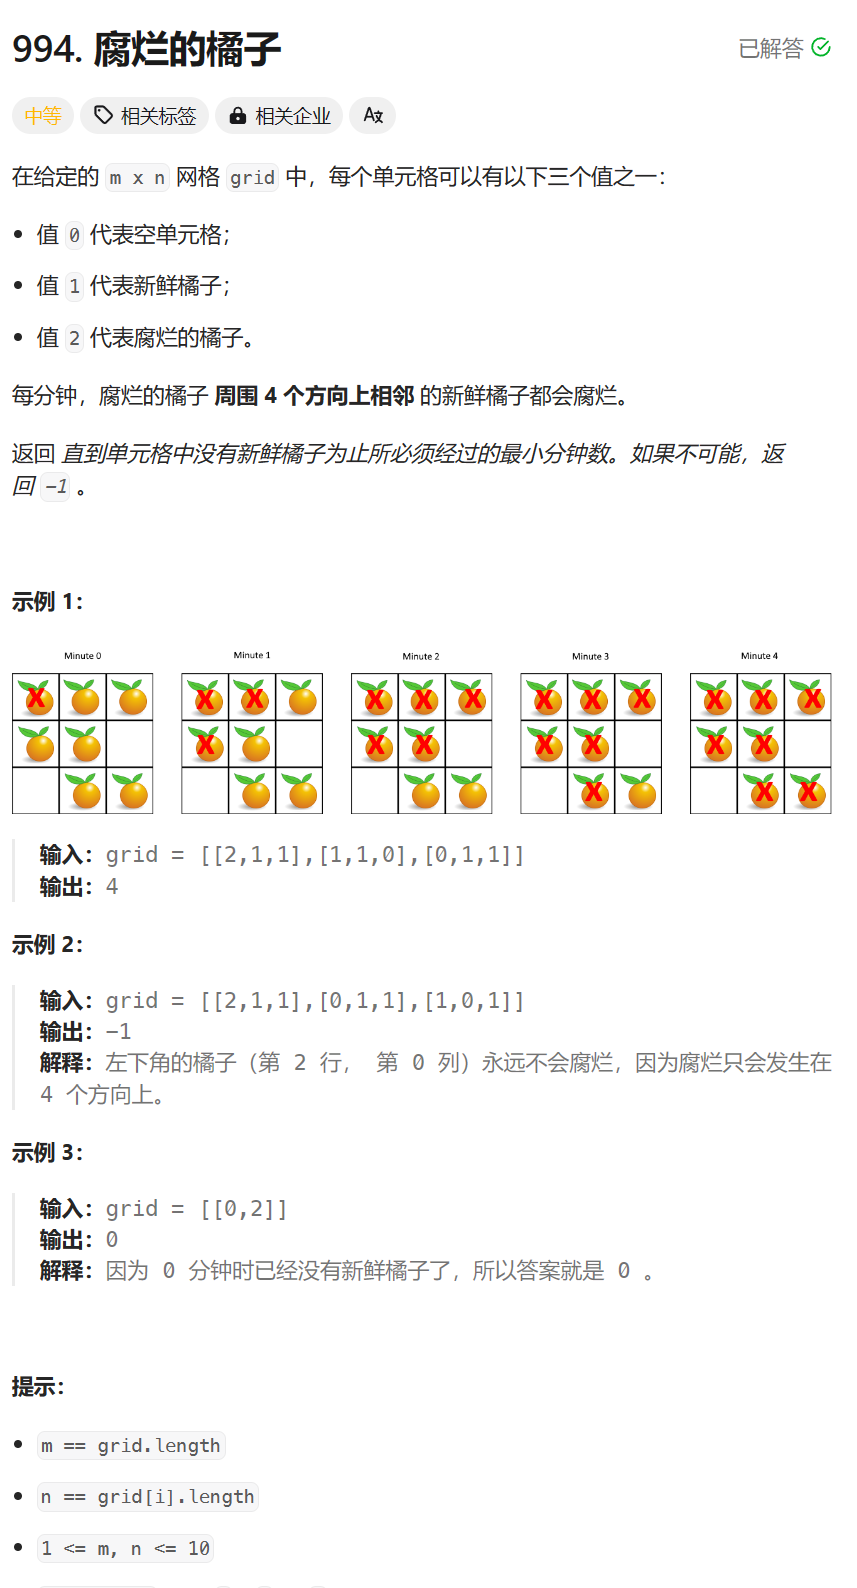 994. 腐烂的橘子
已解答
中等 相关标签 相关企业
在给定的 m x n 网格 grid 中，每个单元格可以有以下三个值之一：
• 值 0 代表空单元格；
• 值 1 代表新鲜橘子；
• 值 2 代表腐烂的橘子。
每分钟，腐烂的橘子 周围 4 个方向上相邻 的新鲜橘子都会腐烂。
返回 直到单元格中没有新鲜橘子为止所必须经过的最小分钟数。如果不可能，返
回 -1 。
示例 1：
Minute 0 Minute 1 Minute 2 Minute 3 Minute 4
输入：grid = [[2,1,1],[1,1,0],[0,1,1]]
输出：4
示例 2：
输入：grid = [[2,1,1],[0,1,1],[1,0,1]]
输出：-1
解释：左下角的橘子（第 2 行， 第 0 列）永远不会腐烂，因为腐烂只会发生在
4 个方向上。
示例 3：
输入：grid = [[0,2]]
输出：0
解释：因为 0 分钟时已经没有新鲜橘子了，所以答案就是 0 。
提示：
• m == grid.length
• n == grid[i].length
• 1 <= m, n <= 10